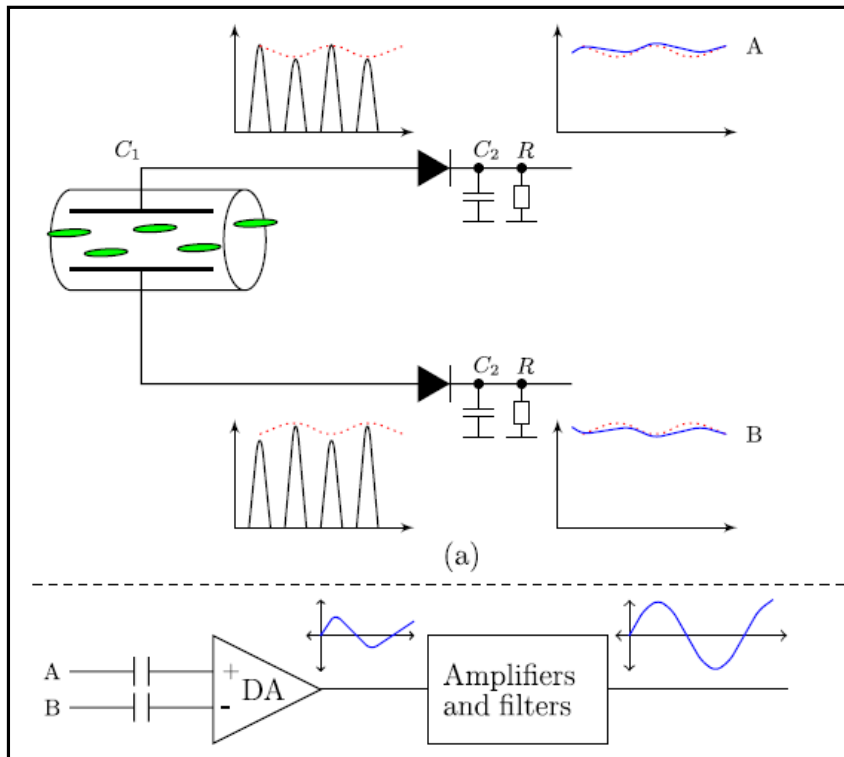 A
C₁
C₂ R
C₂ R
B
(a)
A
B
+
DA
-
Amplifiers
and filters